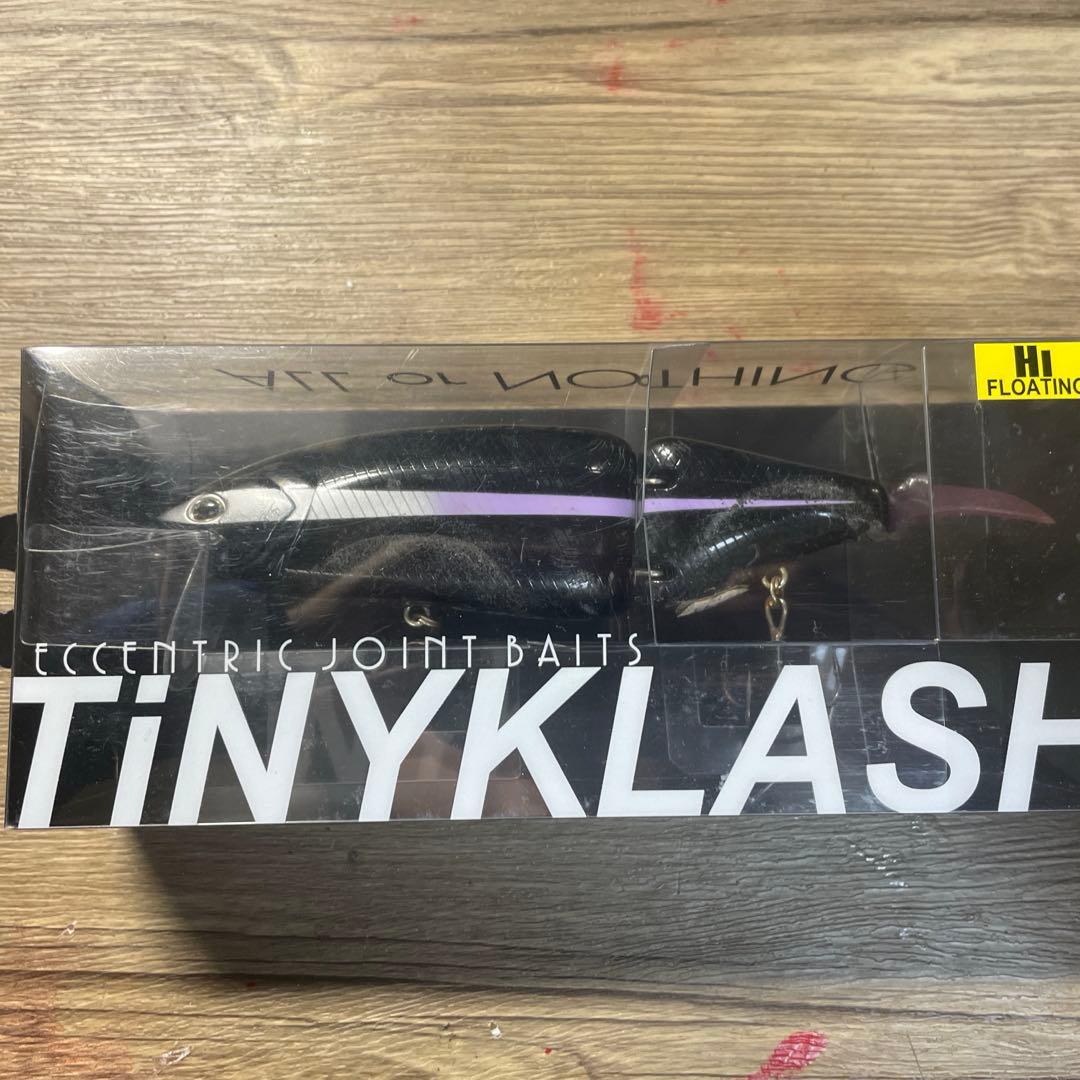 ALL or NOTHING
Hi
FLOATING
ECCENTRIC JOINT BAITS
TiNYKLASH